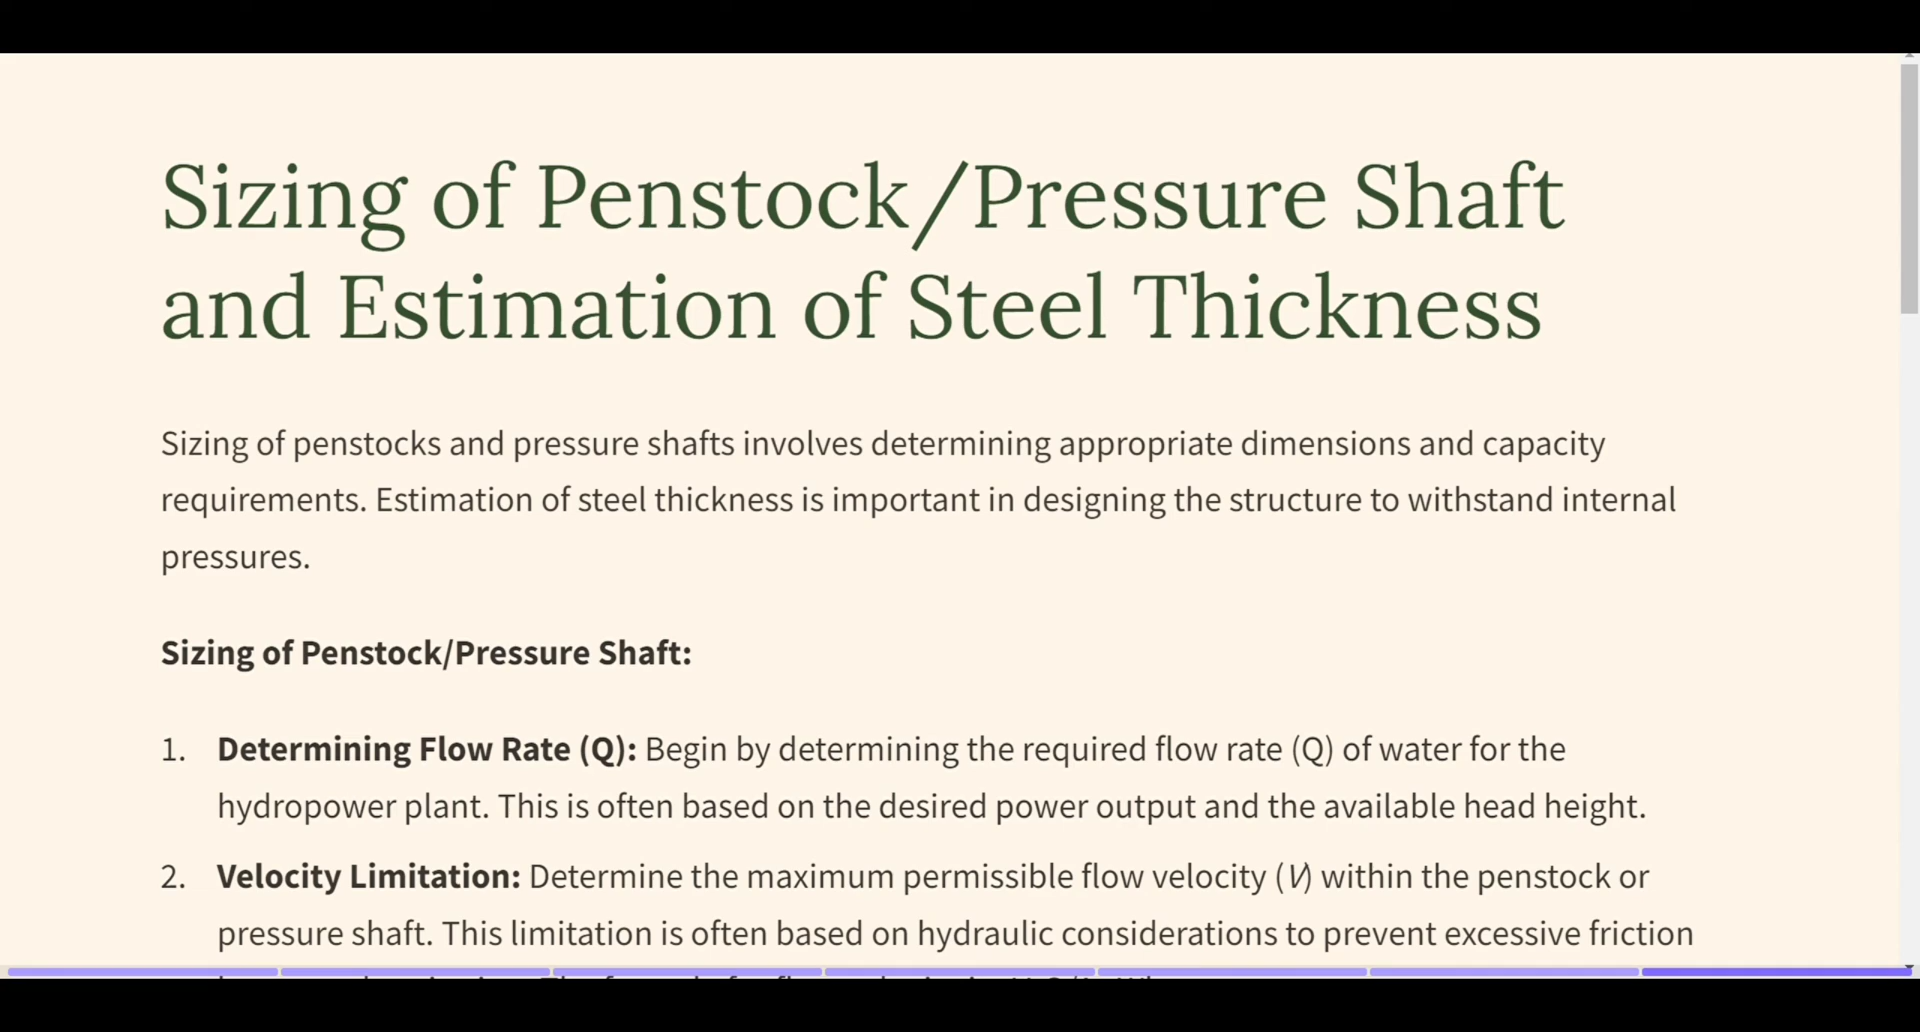 Sizing of Penstock/Pressure Shaft
and Estimation of Steel Thickness
Sizing of penstocks and pressure shafts involves determining appropriate dimensions and capacity
requirements. Estimation of steel thickness is important in designing the structure to withstand internal
pressures.
Sizing of Penstock/Pressure Shaft:
1. Determining Flow Rate (Q): Begin by determining the required flow rate (Q) of water for the
hydropower plant. This is often based on the desired power output and the available head height.
2. Velocity Limitation: Determine the maximum permissible flow velocity (V) within the penstock or
pressure shaft. This limitation is often based on hydraulic considerations to prevent excessive friction